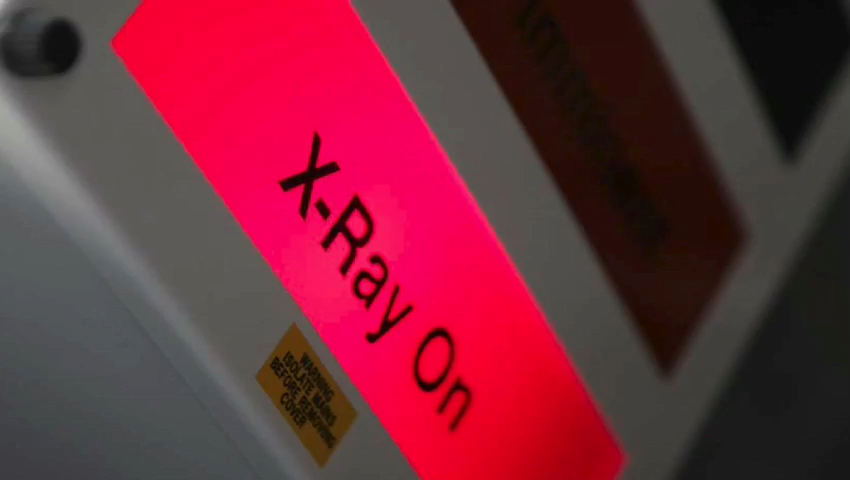 X-Ray On
WARNING
ISOLATE MAINS
BEFORE REMOVING
COVER